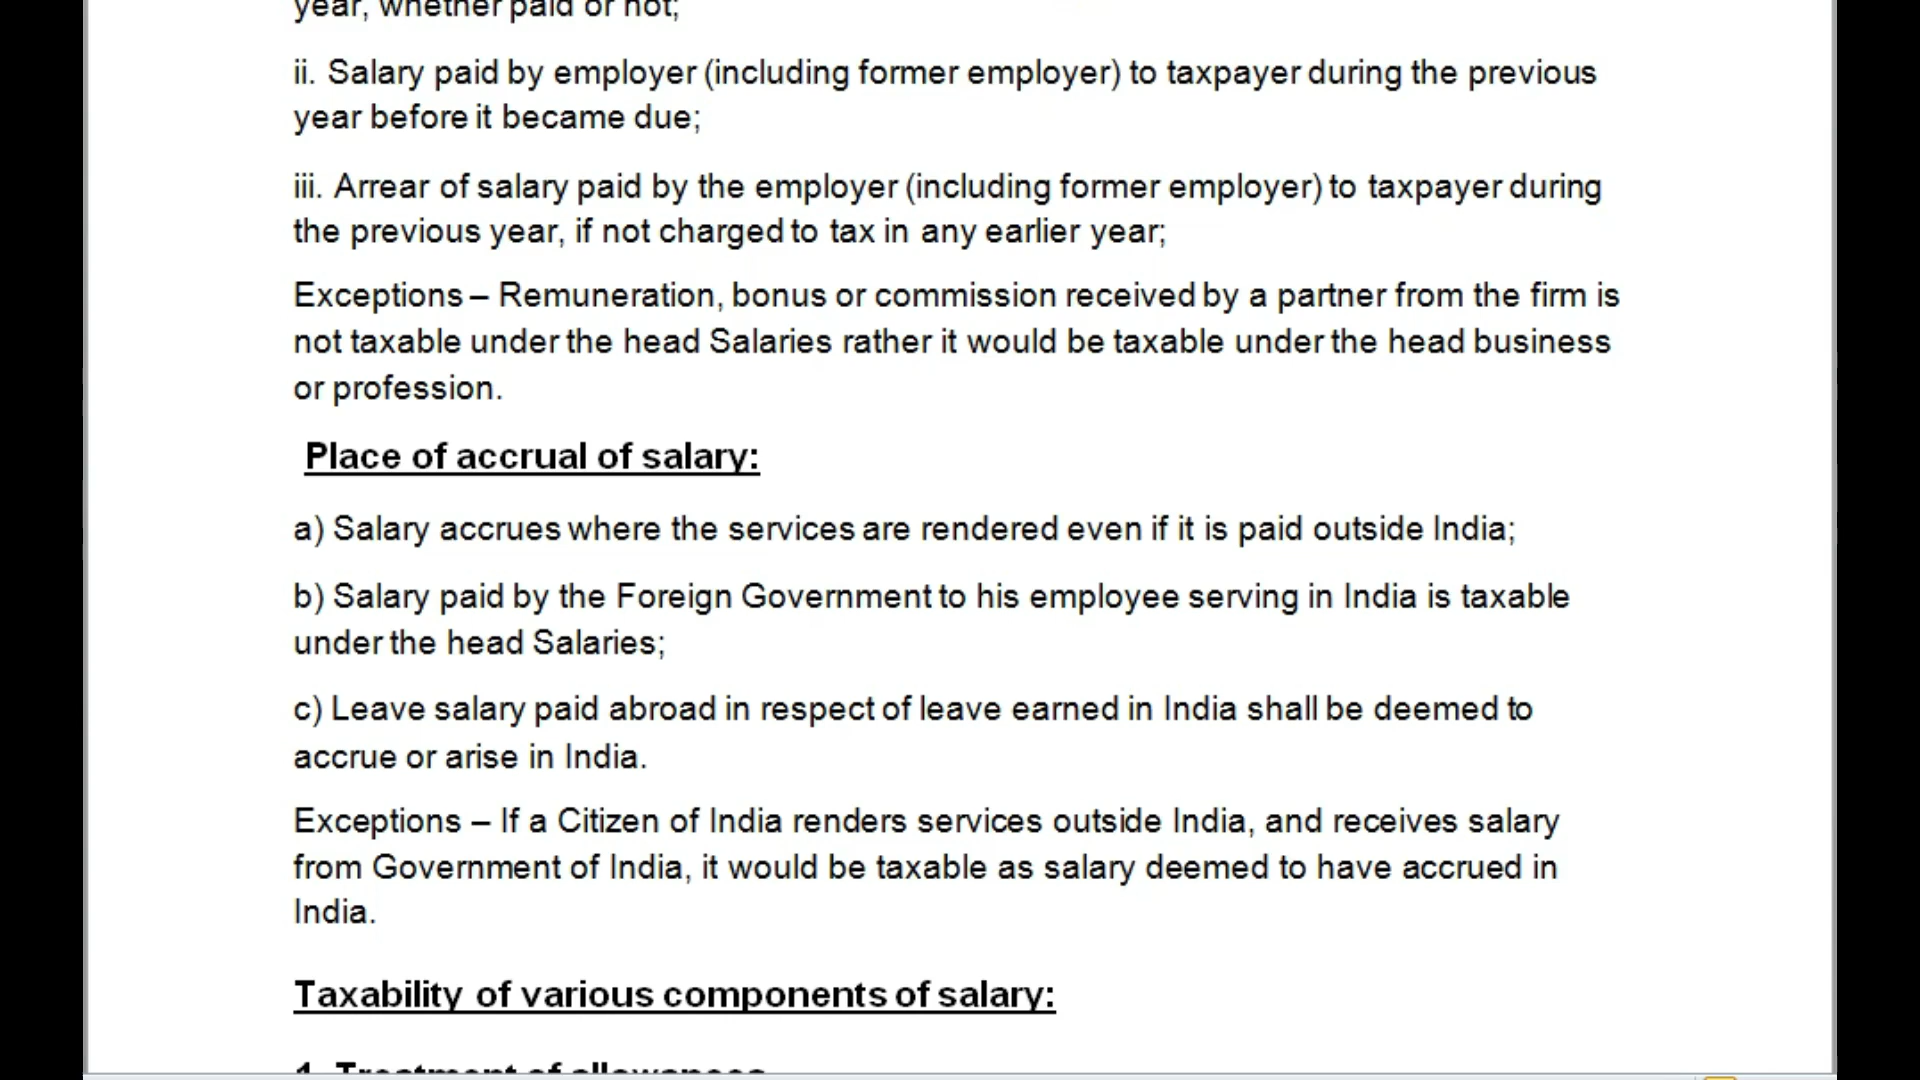 year, whether paid or not;
ii. Salary paid by employer (including former employer) to taxpayer during the previous
year before it became due;
iii. Arrear of salary paid by the employer (including former employer) to taxpayer during
the previous year, if not charged to tax in any earlier year;
Exceptions – Remuneration, bonus or commission received by a partner from the firm is
not taxable under the head Salaries rather it would be taxable under the head business
or profession.
Place of accrual of salary:
a) Salary accrues where the services are rendered even if it is paid outside India;
b) Salary paid by the Foreign Government to his employee serving in India is taxable
under the head Salaries;
c) Leave salary paid abroad in respect of leave earned in India shall be deemed to
accrue or arise in India.
Exceptions – If a Citizen of India renders services outside India, and receives salary
from Government of India, it would be taxable as salary deemed to have accrued in
India.
Taxability of various components of salary:
1. Treatment of allowances